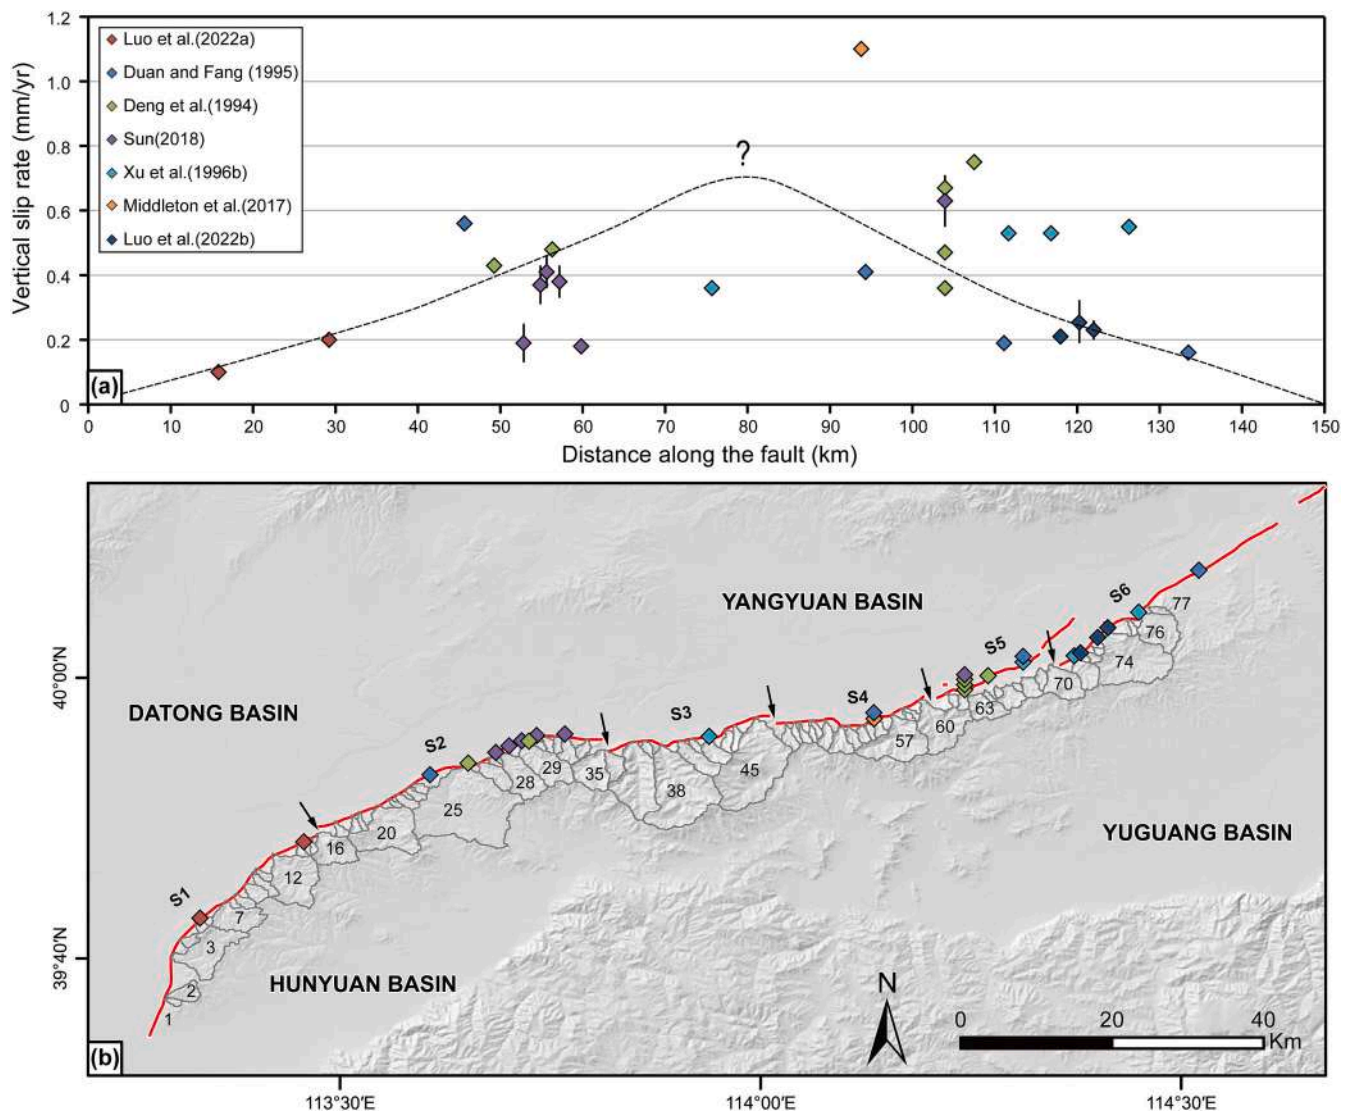 1.2
1.0
0.8
0.6
0.4
0.2
0
Vertical slip rate (mm/yr)
Luo et al.(2022a)
Duan and Fang (1995)
Deng et al.(1994)
Sun(2018)
Xu et al.(1996b)
Middleton et al.(2017)
Luo et al.(2022b)
?
(a)
0 10 20 30 40 50 60 70 80 90 100 110 120 130 140 150
Distance along the fault (km)
YANGYUAN BASIN
DATONG BASIN
YUGUANG BASIN
HUNYUAN BASIN
S1
S2
S3
S4
S5
S6
1
2
3
7
12
16
20
25
28
29
35
38
45
57
60
63
70
74
76
77
40°00'N
39°40'N
N
0 20 40
Km
(b)
113°30'E 114°00'E 114°30'E